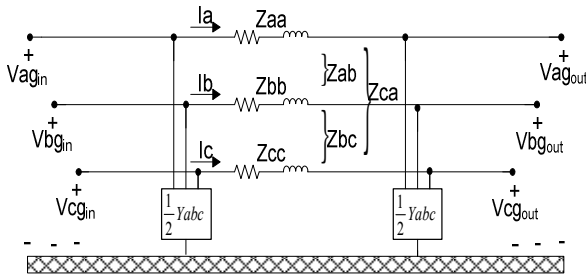 Ia Zaa
+ Vag_in
+ Vag_out
Ib Zbb Zab Zca
+ Vbg_in
+ Vbg_out
Ic Zcc Zbc
+ Vcg_in
+ Vcg_out
1/2 Yabc
1/2 Yabc
- - -
- - -